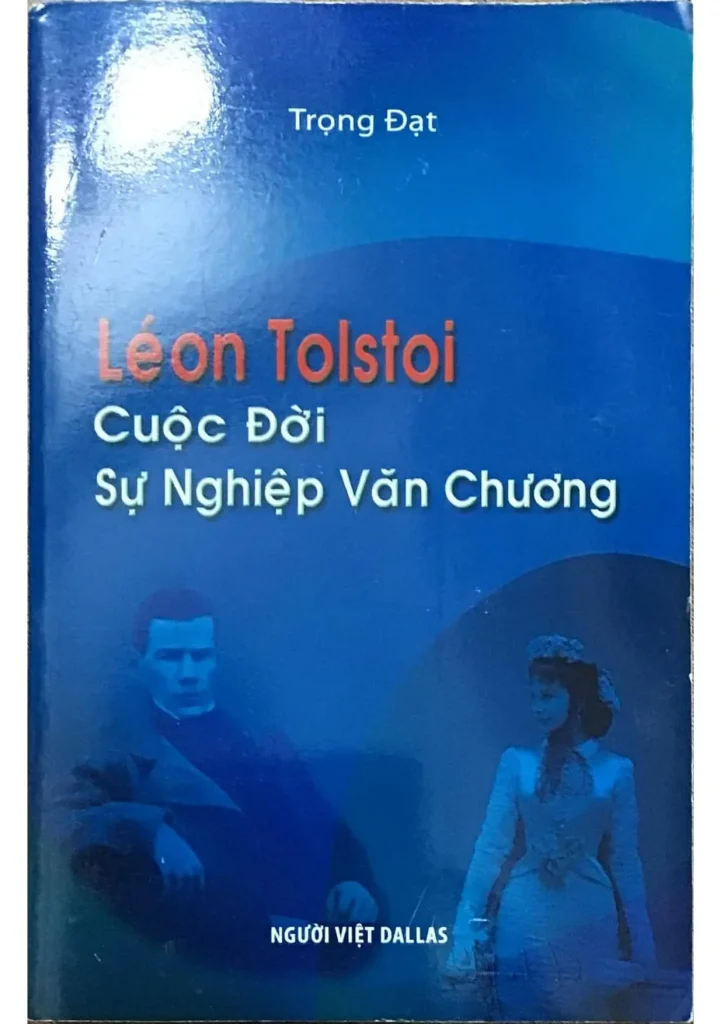 Trọng Đạt
Léon Tolstoi
Cuộc Đời
Sự Nghiệp Văn Chương
NGƯỜI VIỆT DALLAS